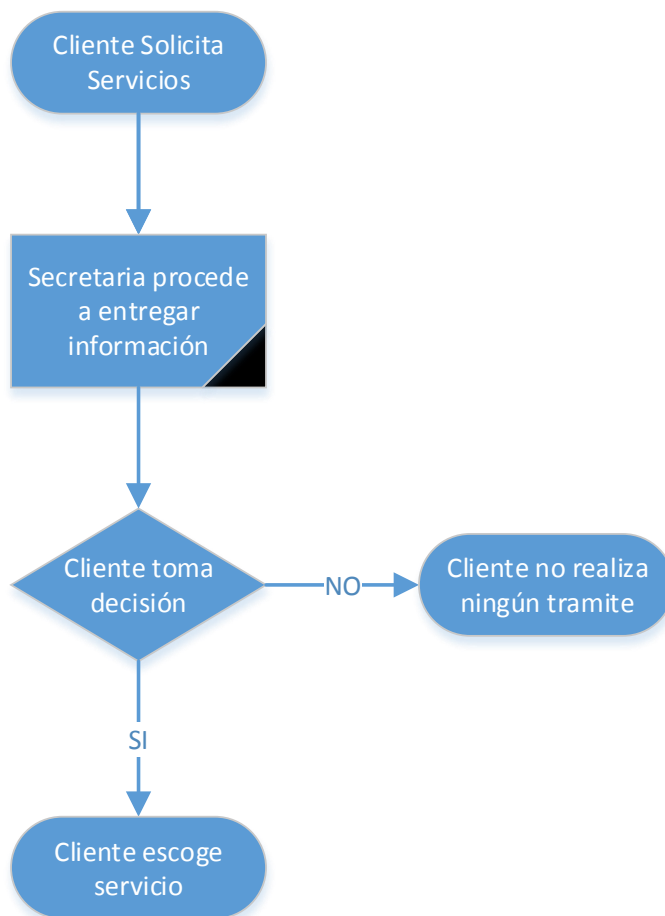 Cliente Solicita
Servicios
Secretaria procede
a entregar
información
Cliente toma
decisión
NO
Cliente no realiza
ningún tramite
SI
Cliente escoge
servicio